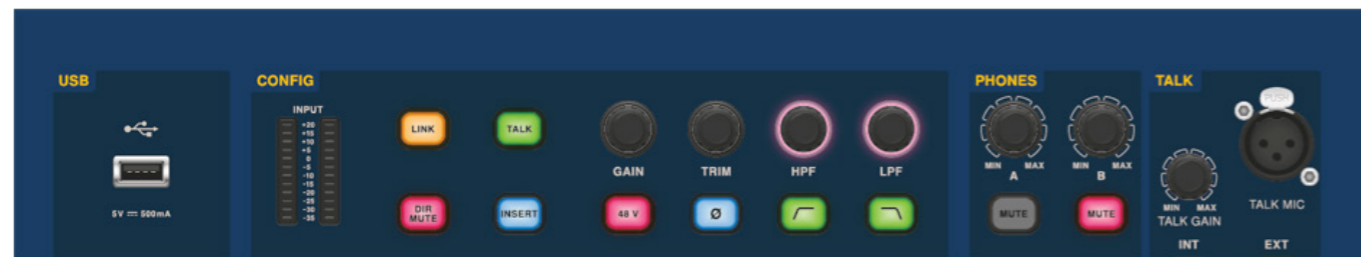 USB
5V ⎓ 500mA
CONFIG
INPUT
+20
+15
+10
+5
0
-5
-10
-15
-20
-25
-30
-35
LINK
TALK
DIR
MUTE
INSERT
GAIN
TRIM
HPF
LPF
48 V
Ø
PHONES
MIN MAX
A
MIN MAX
B
MUTE
MUTE
TALK
PUSH
MIN MAX
TALK GAIN
TALK MIC
INT
EXT